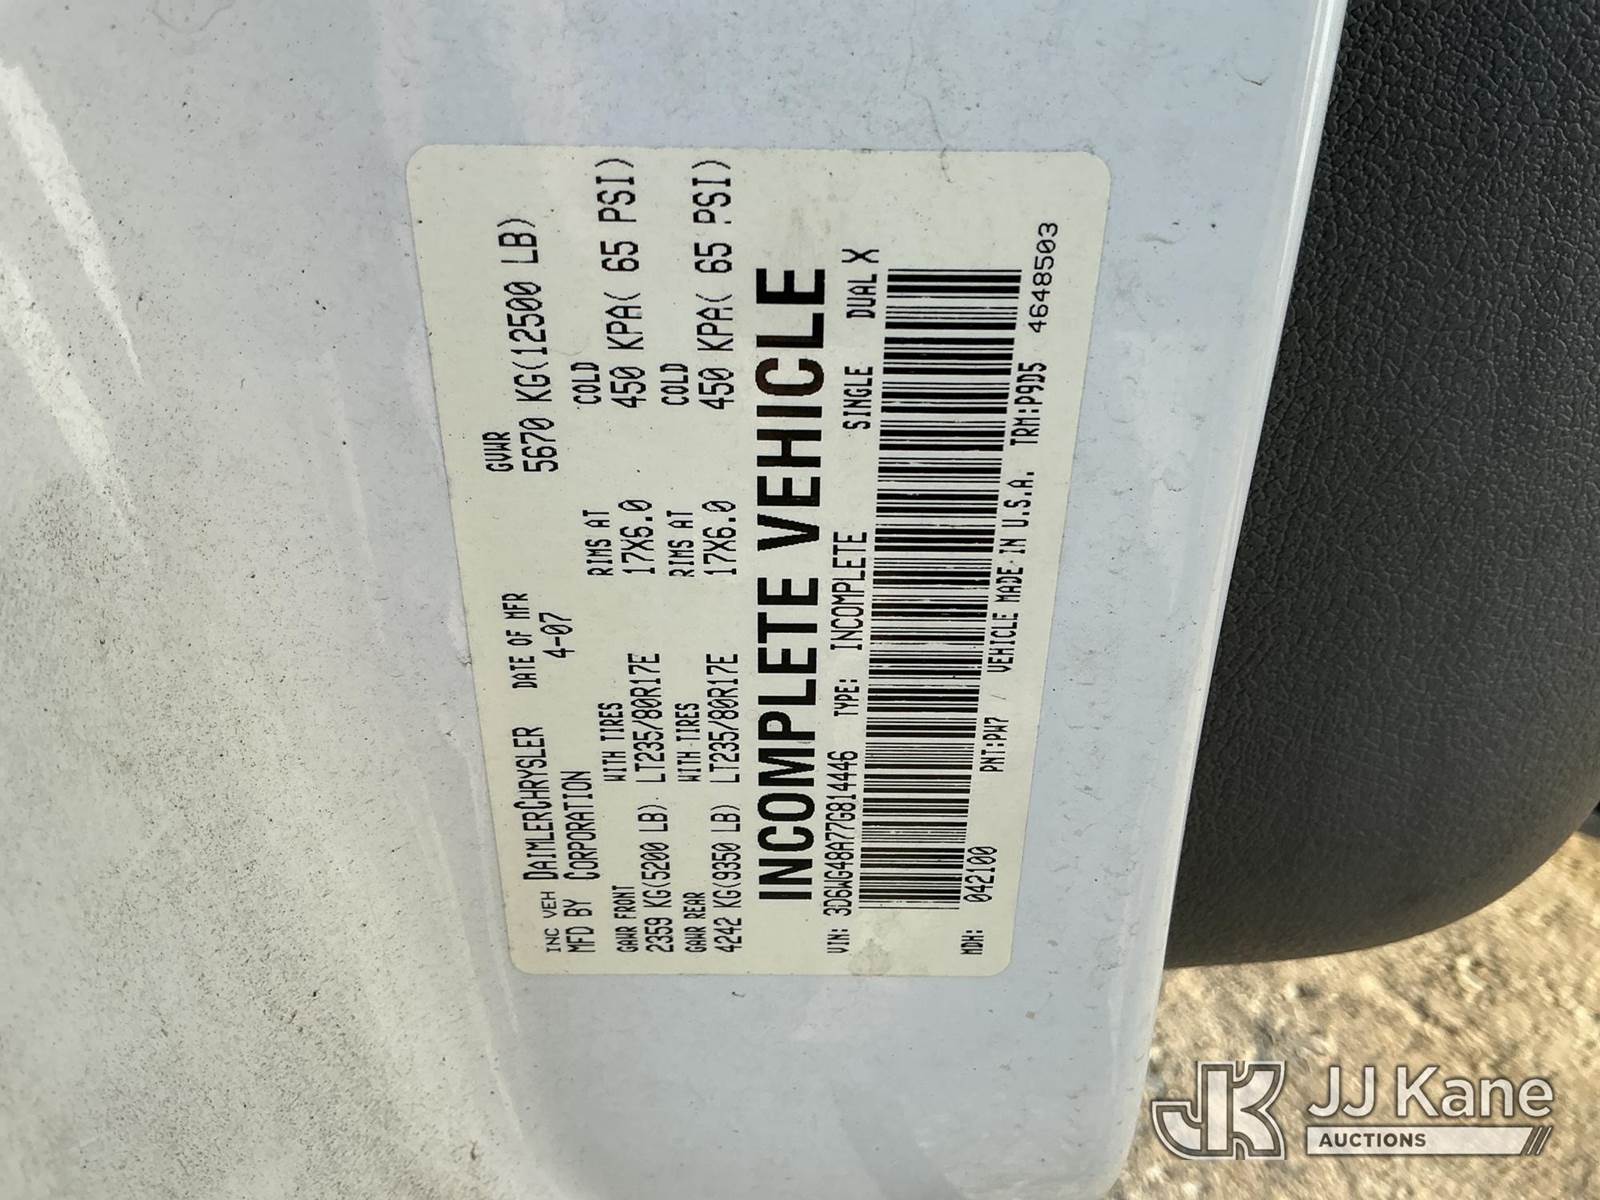 INC VEH DAIMLERCHRYSLER DATE OF MFR GVWR
MFD BY CORPORATION 4-07 5670 KG(12500 LB)
GAWR FRONT WITH TIRES RIMS AT COLD
2359 KG(5200 LB) LT235/80R17E 17X6.0 450 KPA( 65 PSI)
GAWR REAR WITH TIRES RIMS AT COLD
4242 KG(9350 LB) LT235/80R17E 17X6.0 450 KPA( 65 PSI)
INCOMPLETE VEHICLE
VIN: 3D6WG48A77G814446 TYPE: INCOMPLETE SINGLE DUAL X
MDH: 042100 PNT:PW7 / VEHICLE MADE IN U.S.A. TRM:P9D5 4648503
JK JJ Kane
AUCTIONS